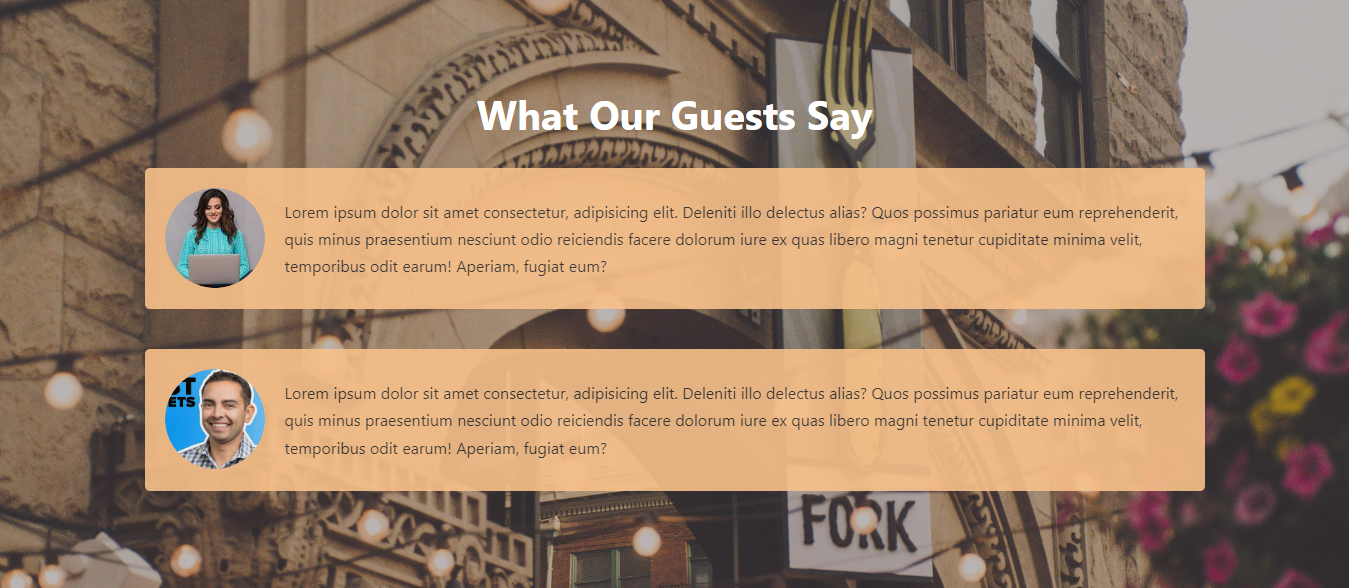 What Our Guests Say
Lorem ipsum dolor sit amet consectetur, adipisicing elit. Deleniti illo delectus alias? Quos possimus pariatur eum reprehenderit,
quis minus praesentium nesciunt odio reiciendis facere dolorum iure ex quas libero magni tenetur cupiditate minima velit,
temporibus odit earum! Aperiam, fugiat eum?
ETS
Lorem ipsum dolor sit amet consectetur, adipisicing elit. Deleniti illo delectus alias? Quos possimus pariatur eum reprehenderit,
quis minus praesentium nesciunt odio reiciendis facere dolorum iure ex quas libero magni tenetur cupiditate minima velit,
temporibus odit earum! Aperiam, fugiat eum?
FORK